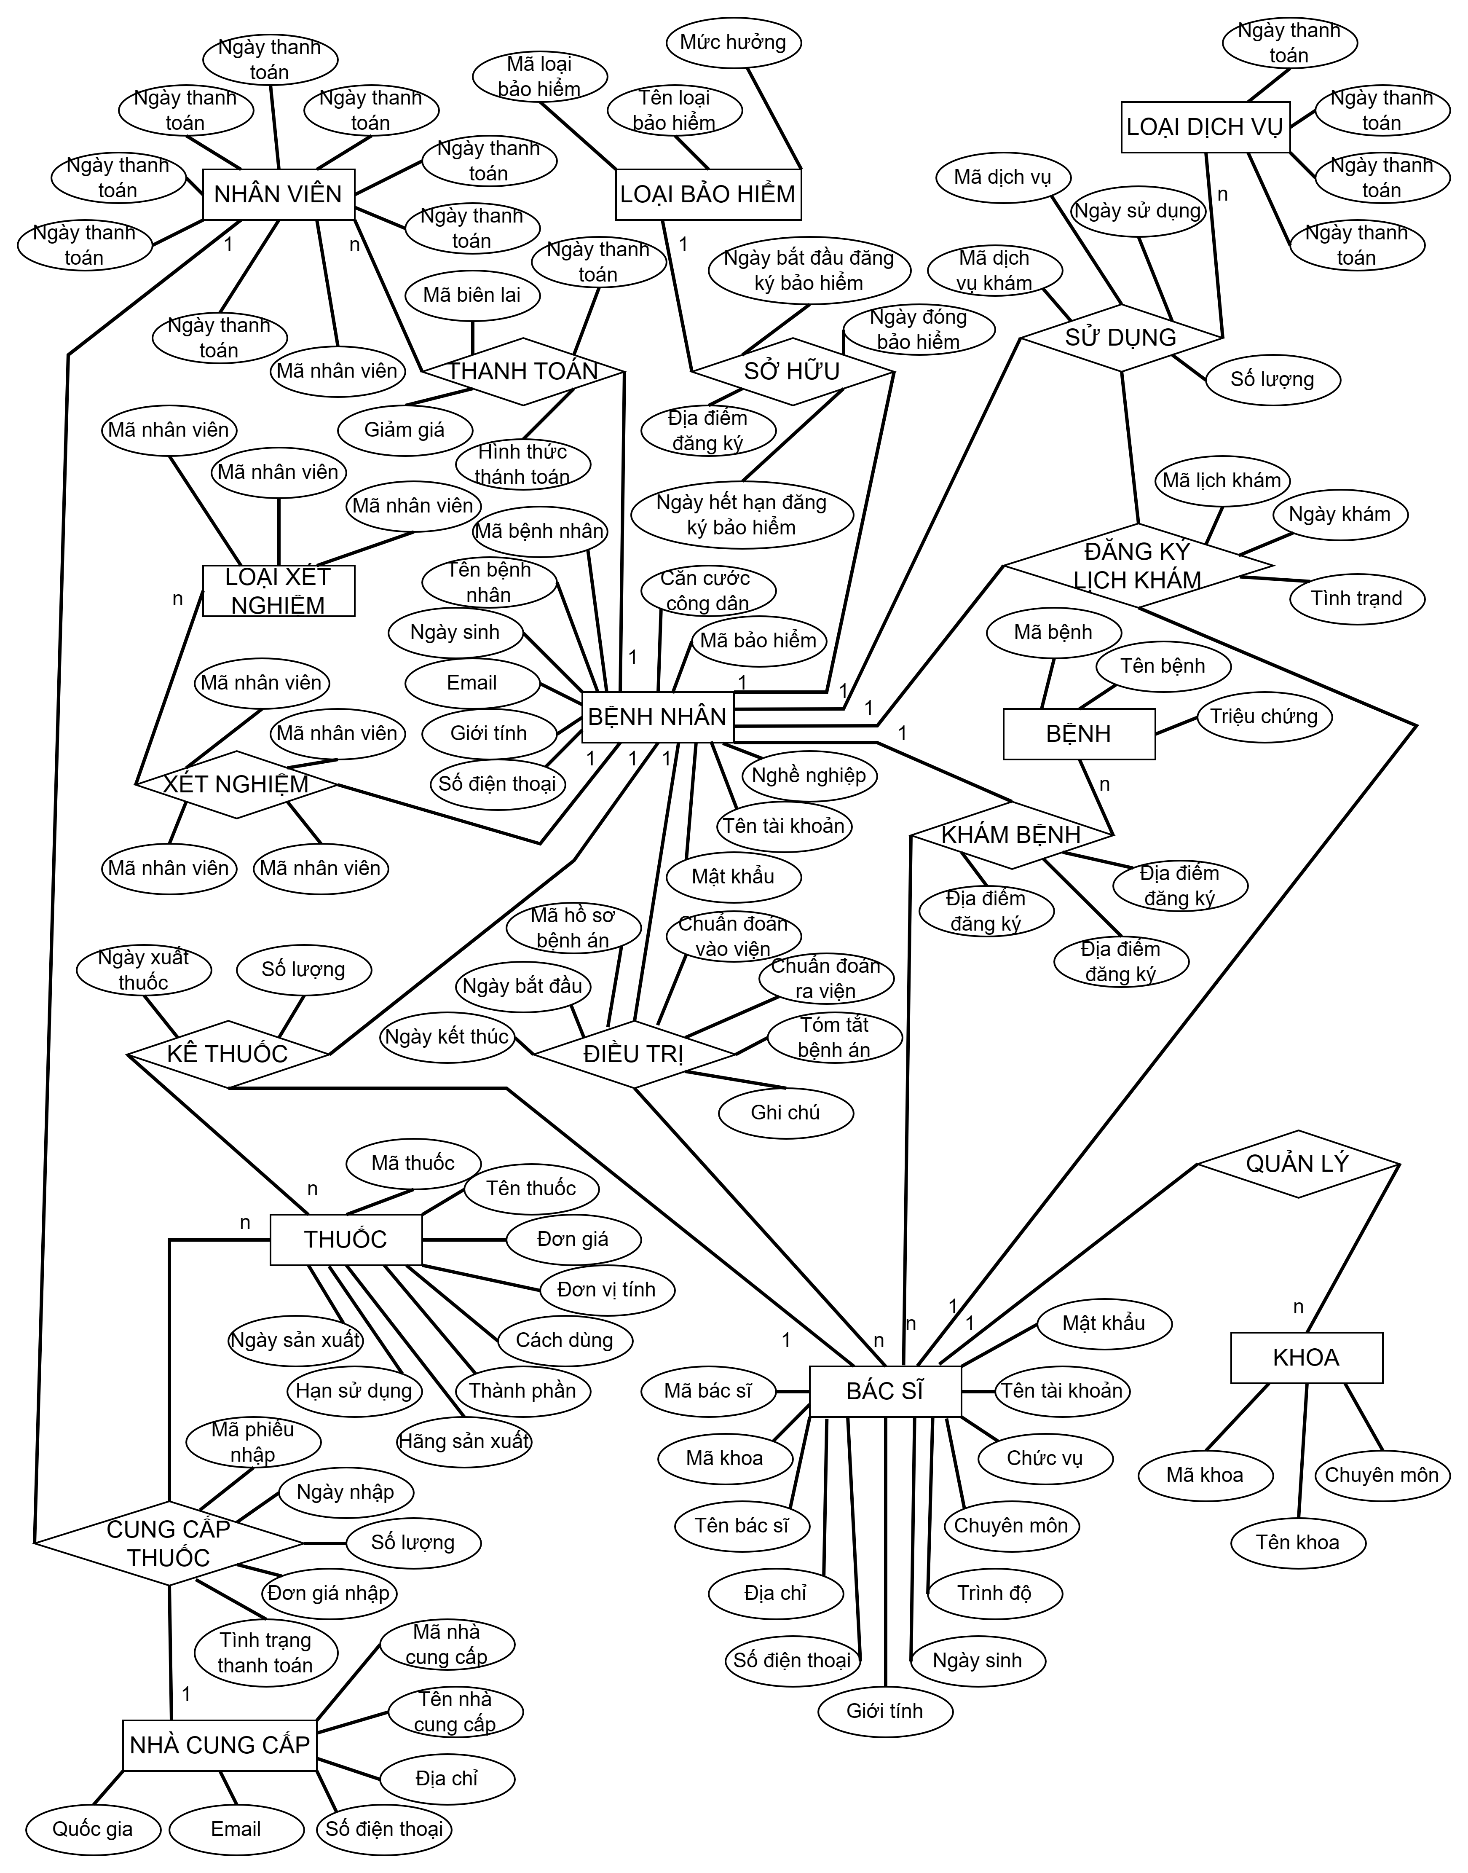 Mức hưởng
Ngày thanh
toán
Ngày thanh
toán
Mã loại
bảo hiểm
Ngày thanh
toán
Ngày thanh
toán
Tên loại
bảo hiểm
LOẠI DỊCH VỤ
Ngày thanh
toán
Ngày thanh
toán
Ngày thanh
toán
NHÂN VIÊN
LOẠI BẢO HIỂM
Mã dịch vụ
Ngày thanh
toán
n
Ngày sử dụng
Ngày thanh
toán
Ngày thanh
toán
1
n
1
Ngày thanh
toán
Ngày thanh
toán
Ngày bắt đầu đăng
ký bảo hiểm
Mã dịch
vụ khám
Mã biên lai
Ngày thanh
toán
Ngày đóng
bảo hiểm
SỬ DỤNG
Mã nhân viên
THANH TOÁN
SỞ HỮU
Số lượng
Mã nhân viên
Giảm giá
Địa điểm
đăng ký
Mã nhân viên
Hình thức
thánh toán
Mã lịch khám
Mã nhân viên
Ngày hết hạn đăng
ký bảo hiểm
Ngày khám
Mã bệnh nhân
ĐĂNG KÝ
LỊCH KHÁM
LOẠI XÉT
NGHIỆM
Tên bệnh
nhân
Căn cước
công dân
Tình trạnd
n
Ngày sinh
Mã bảo hiểm
Mã bệnh
1
Tên bệnh
Mã nhân viên
Email
1
1
1
BỆNH NHÂN
Triệu chứng
Mã nhân viên
Giới tính
1
BỆNH
1
1
1
XÉT NGHIỆM
Số điện thoại
Nghề nghiệp
n
Tên tài khoản
KHÁM BỆNH
Mã nhân viên
Mã nhân viên
Mật khẩu
Địa điểm
đăng ký
Địa điểm
đăng ký
Mã hồ sơ
bệnh án
Chuẩn đoán
vào viện
Địa điểm
đăng ký
Ngày xuất
thuốc
Số lượng
Ngày bắt đầu
Chuẩn đoán
ra viện
Ngày kết thúc
Tóm tắt
bệnh án
KÊ THUỐC
ĐIỀU TRỊ
Ghi chú
Mã thuốc
QUẢN LÝ
n
Tên thuốc
n
THUỐC
Đơn giá
Đơn vị tính
1
n
Ngày sản xuất
Cách dùng
1
n
n
1
Mật khẩu
KHOA
Hạn sử dụng
Thành phần
Mã bác sĩ
BÁC SĨ
Tên tài khoản
Mã phiếu
nhập
Hãng sản xuất
Mã khoa
Chức vụ
Mã khoa
Chuyên môn
Ngày nhập
CUNG CẤP
THUỐC
Số lượng
Tên bác sĩ
Chuyên môn
Tên khoa
Đơn giá nhập
Địa chỉ
Trình độ
Tình trạng
thanh toán
Mã nhà
cung cấp
Số điện thoại
Ngày sinh
1
Tên nhà
cung cấp
Giới tính
NHÀ CUNG CẤP
Địa chỉ
Quốc gia
Email
Số điện thoại